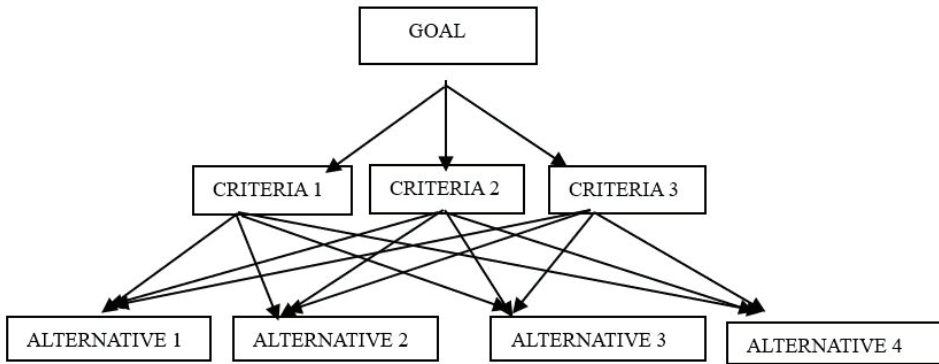 GOAL
CRITERIA 1
CRITERIA 2
CRITERIA 3
ALTERNATIVE 1
ALTERNATIVE 2
ALTERNATIVE 3
ALTERNATIVE 4